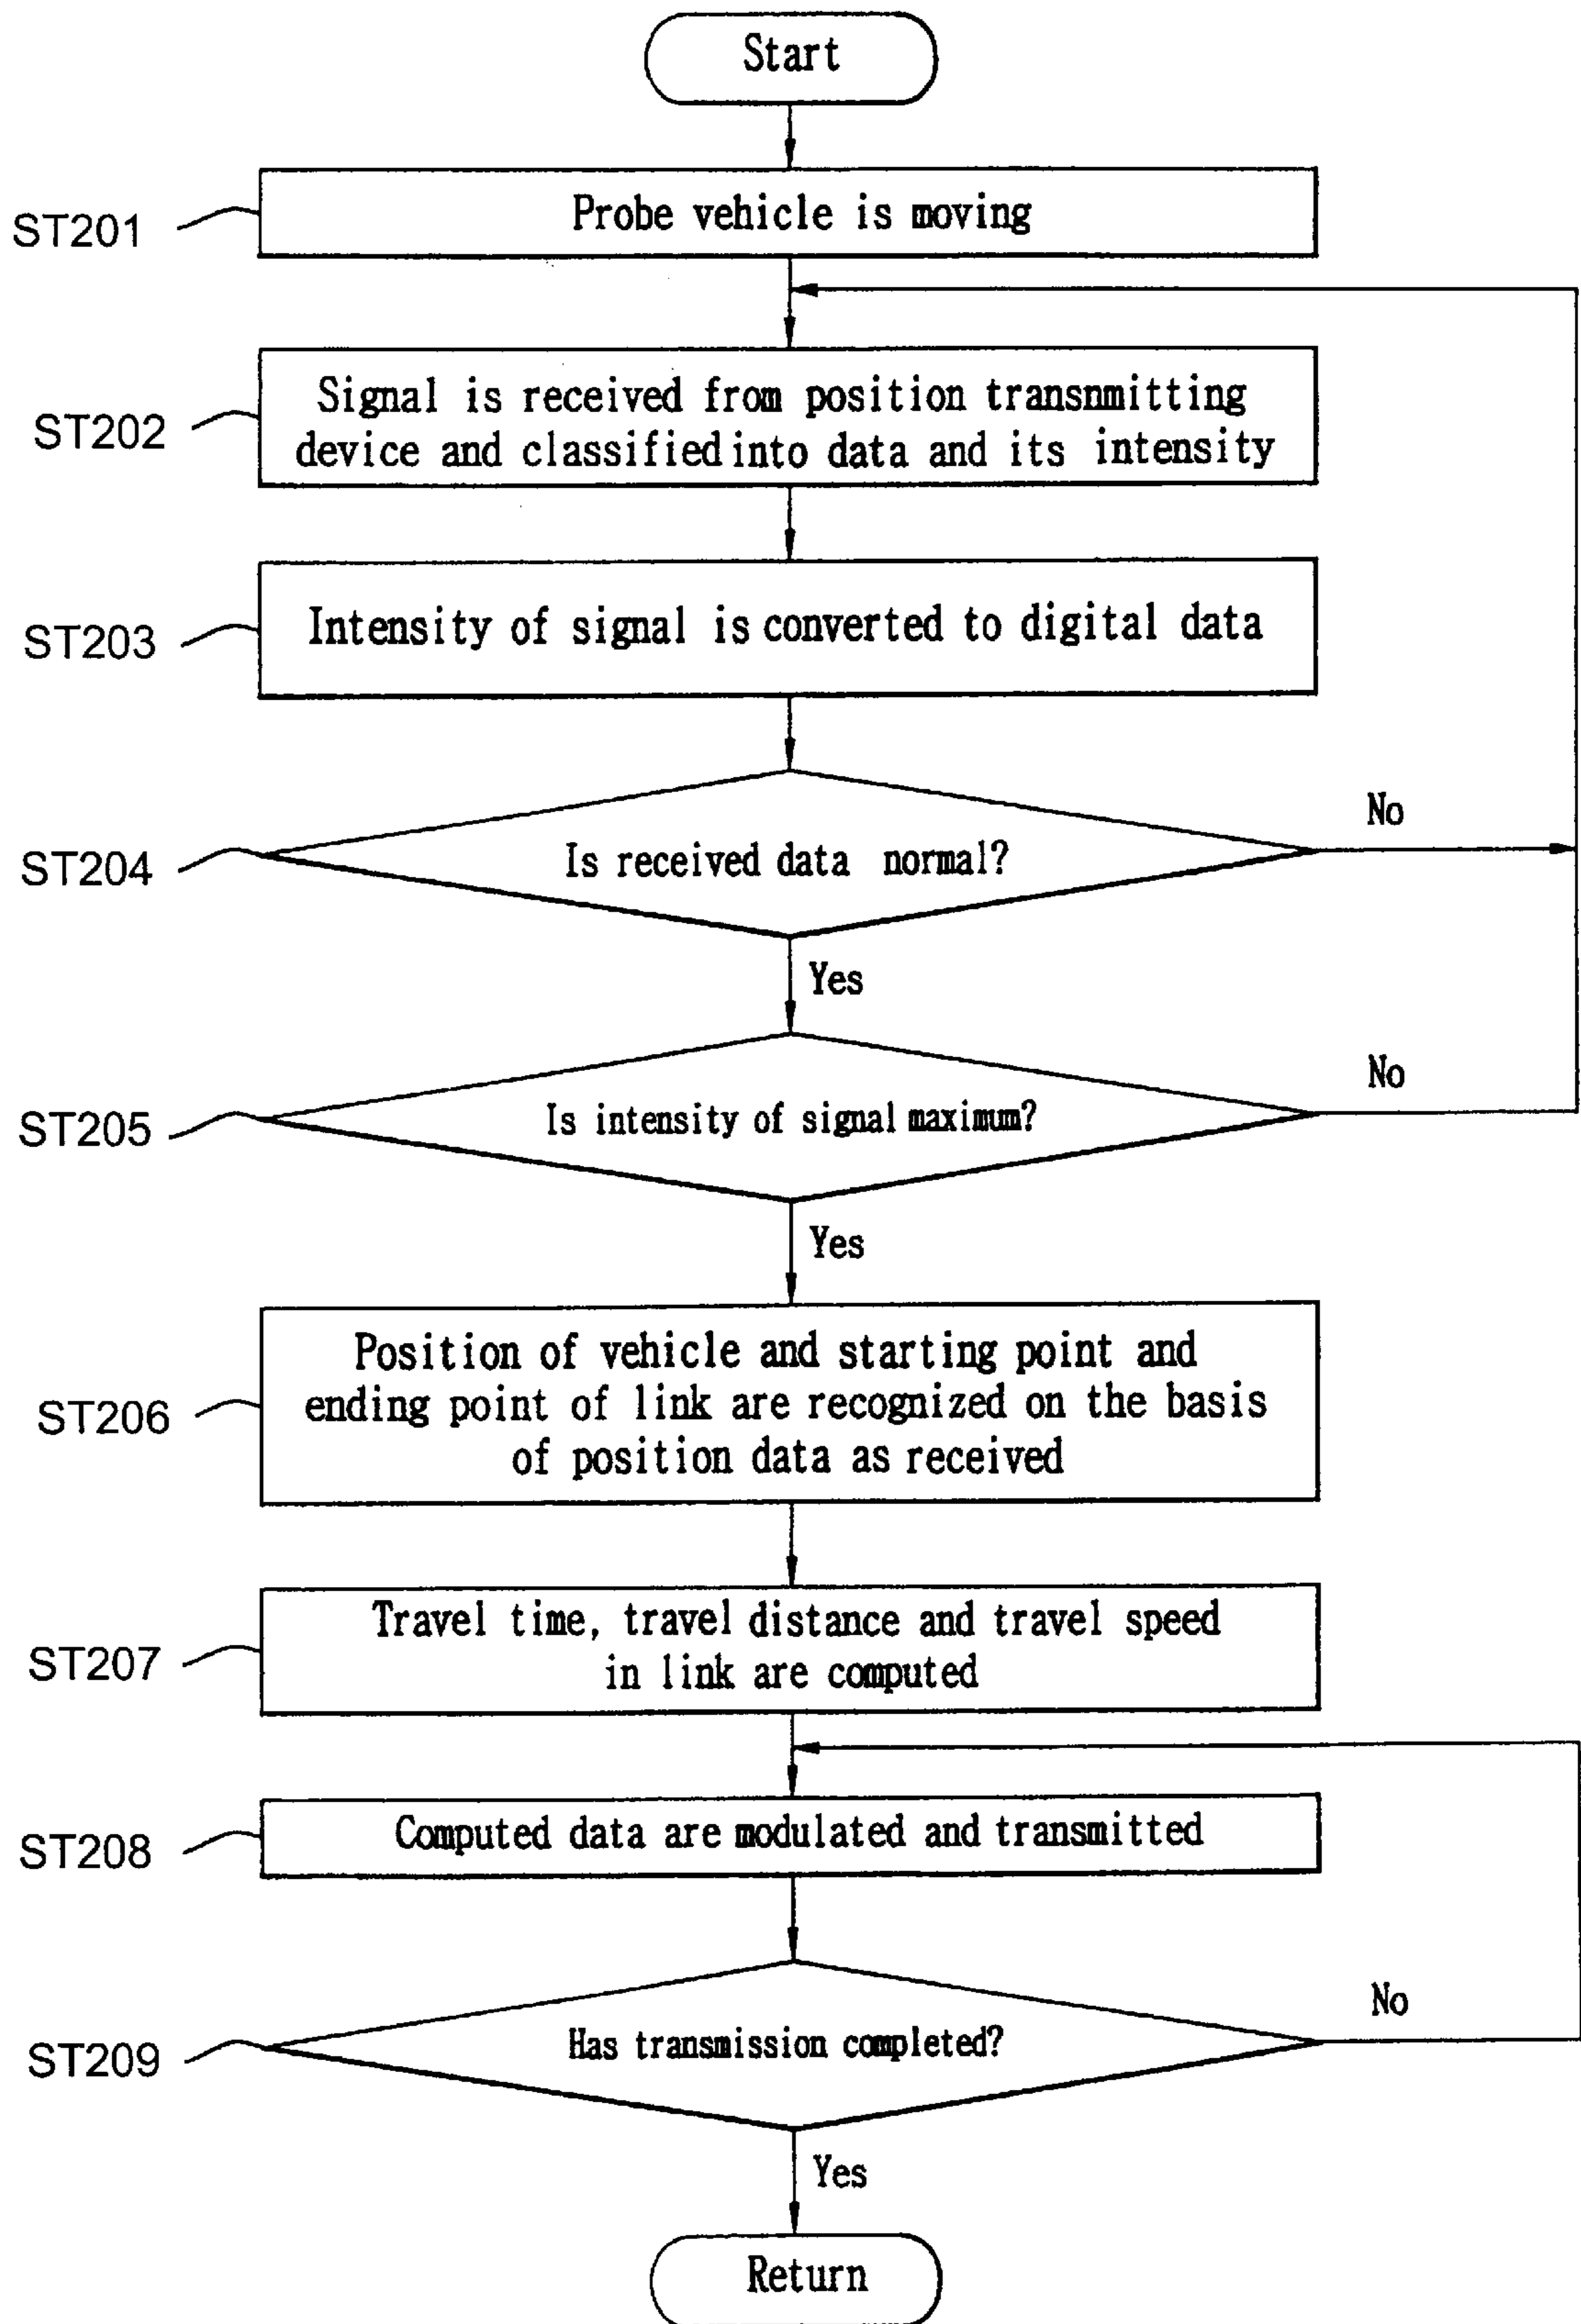 Start
ST201
Probe vehicle is moving
ST202
Signal is received from position transnmitting
device and classified into data and its intensity
ST203
Intensity of signal is converted to digital data
ST204
Is received data normal?
No
Yes
ST205
Is intensity of signal maximum?
No
Yes
ST206
Position of vehicle and starting point and
ending point of link are recognized on the basis
of position data as received
ST207
Travel time, travel distance and travel speed
in link are computed
ST208
Computed data are modulated and transmitted
ST209
Has transmission completed?
No
Yes
Return